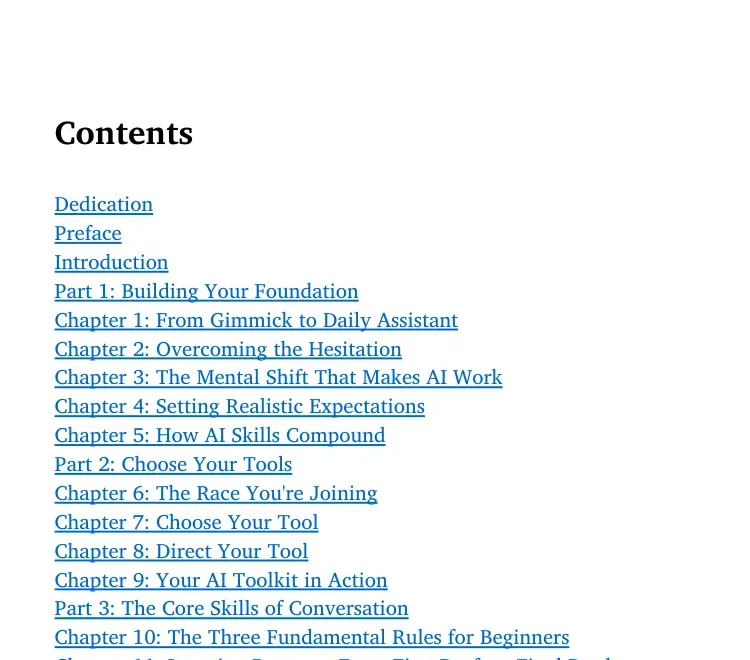 Contents
Dedication
Preface
Introduction
Part 1: Building Your Foundation
Chapter 1: From Gimmick to Daily Assistant
Chapter 2: Overcoming the Hesitation
Chapter 3: The Mental Shift That Makes AI Work
Chapter 4: Setting Realistic Expectations
Chapter 5: How AI Skills Compound
Part 2: Choose Your Tools
Chapter 6: The Race You're Joining
Chapter 7: Choose Your Tool
Chapter 8: Direct Your Tool
Chapter 9: Your AI Toolkit in Action
Part 3: The Core Skills of Conversation
Chapter 10: The Three Fundamental Rules for Beginners